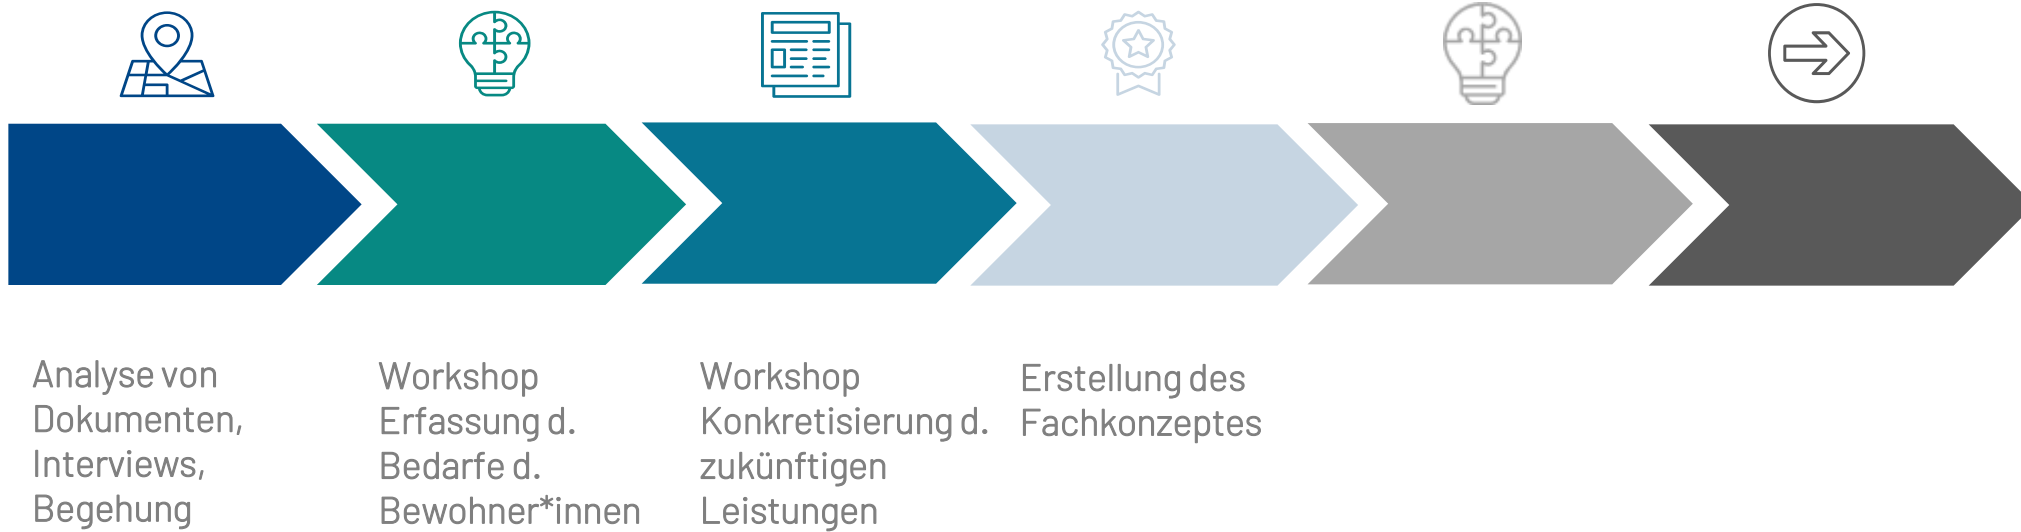 Analyse von
Dokumenten,
Interviews,
Begehung
Workshop
Erfassung d.
Bedarfe d.
Bewohner*innen
Workshop
Konkretisierung d.
zukünftigen
Leistungen
Erstellung des
Fachkonzeptes